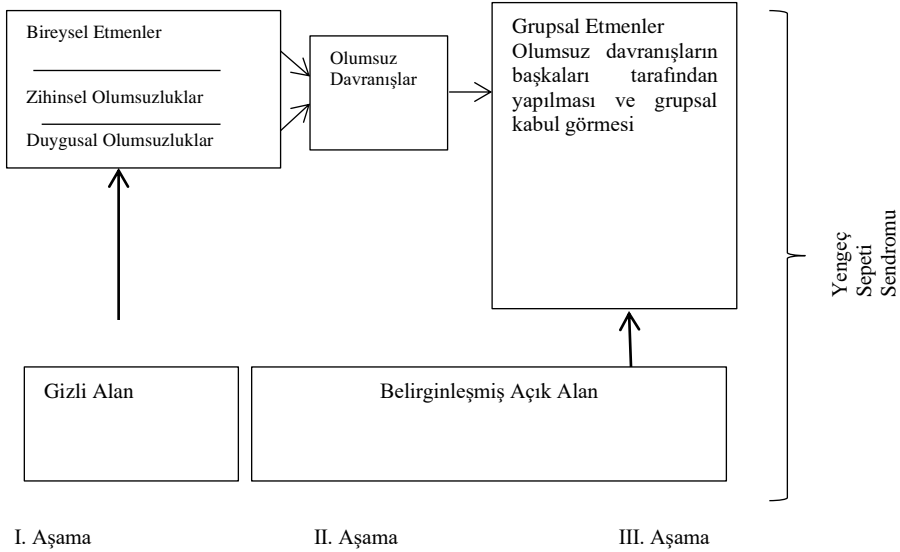 Bireysel Etmenler
Zihinsel Olumsuzluklar
Duygusal Olumsuzluklar
Olumsuz
Davranışlar
Grupsal Etmenler
Olumsuz davranışların
başkaları tarafından
yapılması ve grupsal
kabul görmesi
Yengeç
Sepeti
Sendromu
Gizli Alan
Belirginleşmiş Açık Alan
I. Aşama
II. Aşama
III. Aşama